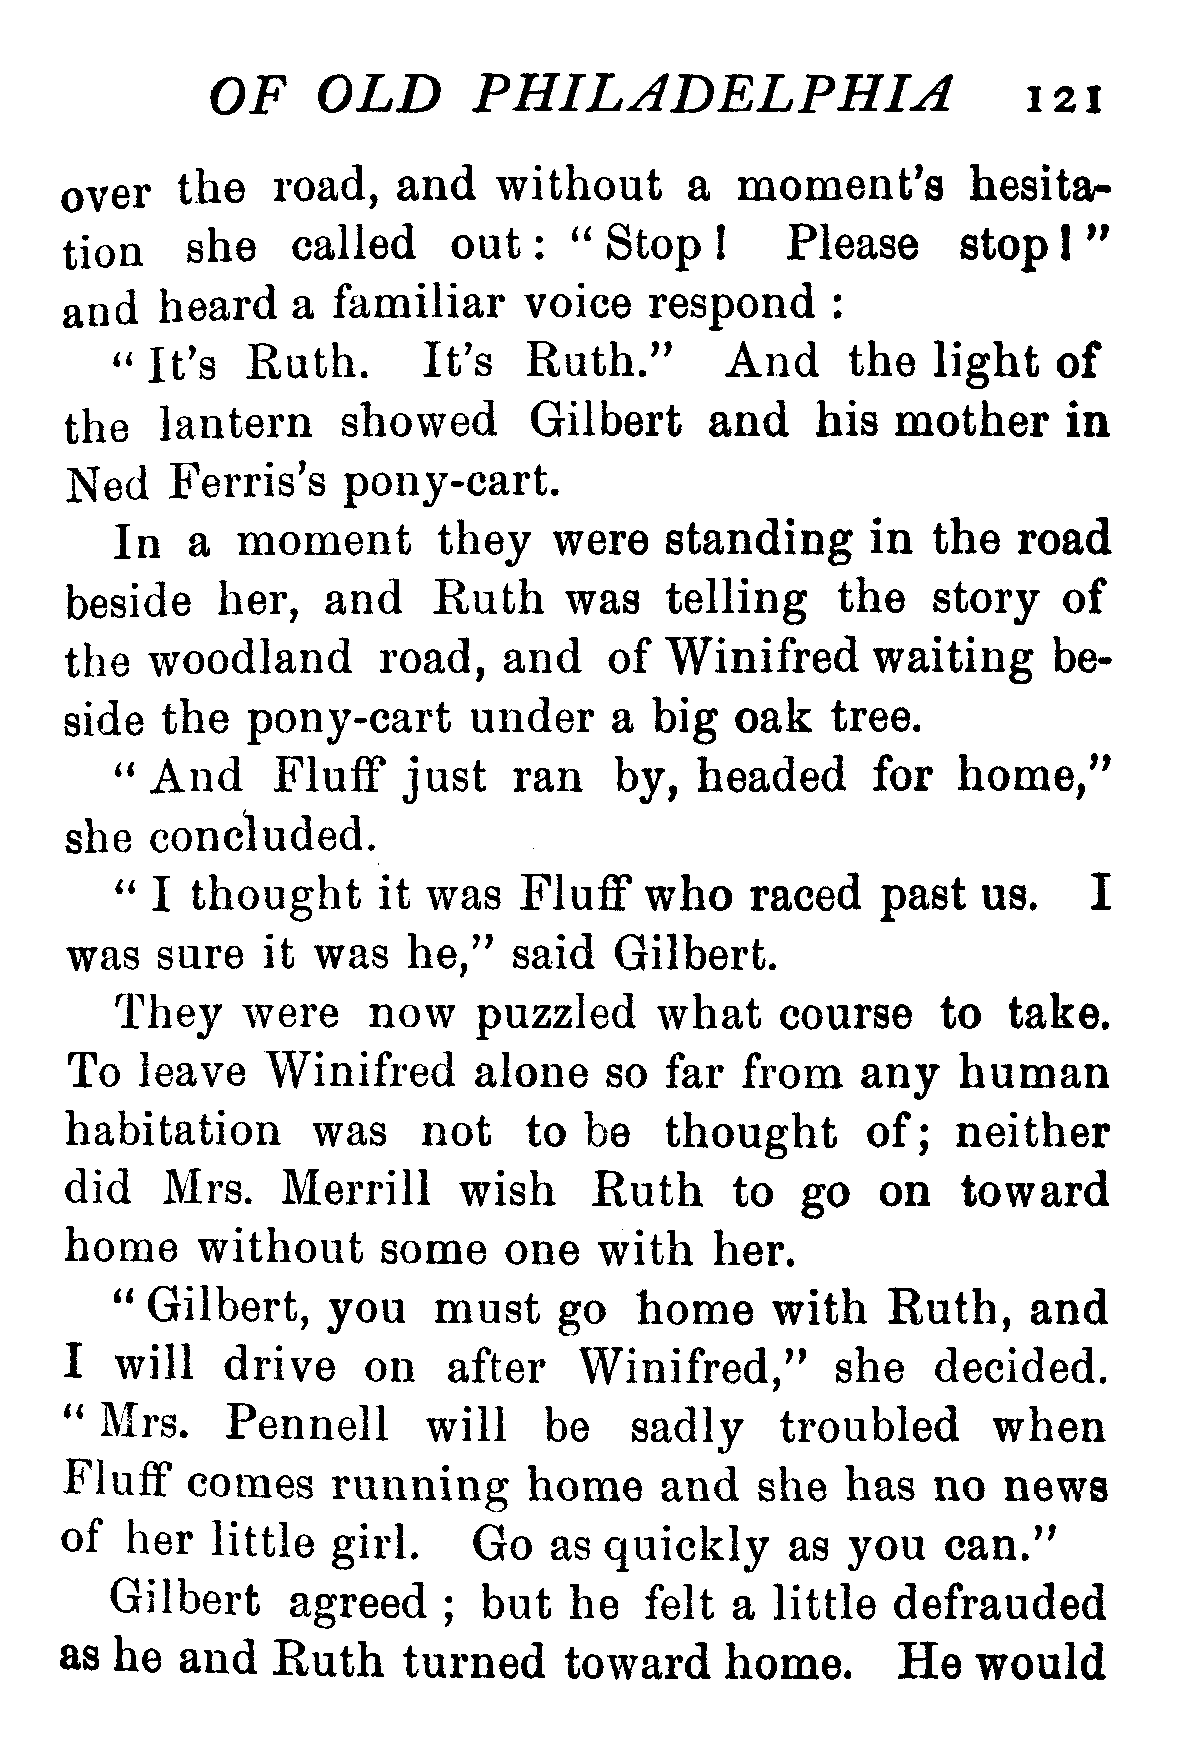 OF OLD PHILADELPHIA 121
over the road, and without a moment's hesita-
tion she called out: "Stop! Please stop!"
and heard a familiar voice respond:
"It's Ruth. It's Ruth." And the light of
the lantern showed Gilbert and his mother in
Ned Ferris's pony-cart.
In a moment they were standing in the road
beside her, and Ruth was telling the story of
the woodland road, and of Winifred waiting be-
side the pony-cart under a big oak tree.
"And Fluff just ran by, headed for home,"
she concluded.
"I thought it was Fluff who raced past us. I
was sure it was he," said Gilbert.
They were now puzzled what course to take.
To leave Winifred alone so far from any human
habitation was not to be thought of; neither
did Mrs. Merrill wish Ruth to go on toward
home without some one with her.
"Gilbert, you must go home with Ruth, and
I will drive on after Winifred," she decided.
"Mrs. Pennell will be sadly troubled when
Fluff comes running home and she has no news
of her little girl. Go as quickly as you can."
Gilbert agreed; but he felt a little defrauded
as he and Ruth turned toward home. He would